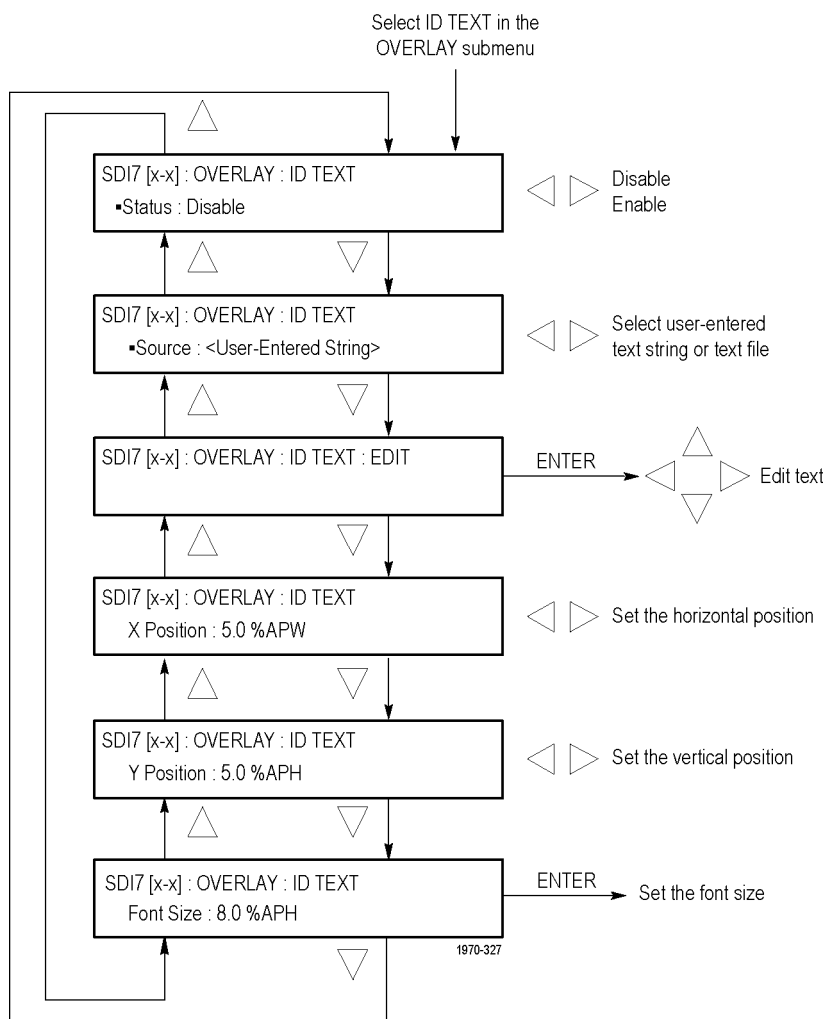 Select ID TEXT in the
OVERLAY submenu
SDI7 [x-x] : OVERLAY : ID TEXT
▪Status : Disable
Disable
Enable
SDI7 [x-x] : OVERLAY : ID TEXT
▪Source : <User-Entered String>
Select user-entered
text string or text file
SDI7 [x-x] : OVERLAY : ID TEXT : EDIT
ENTER
Edit text
SDI7 [x-x] : OVERLAY : ID TEXT
X Position : 5.0 %APW
Set the horizontal position
SDI7 [x-x] : OVERLAY : ID TEXT
Y Position : 5.0 %APH
Set the vertical position
SDI7 [x-x] : OVERLAY : ID TEXT
Font Size : 8.0 %APH
ENTER
Set the font size
1970-327